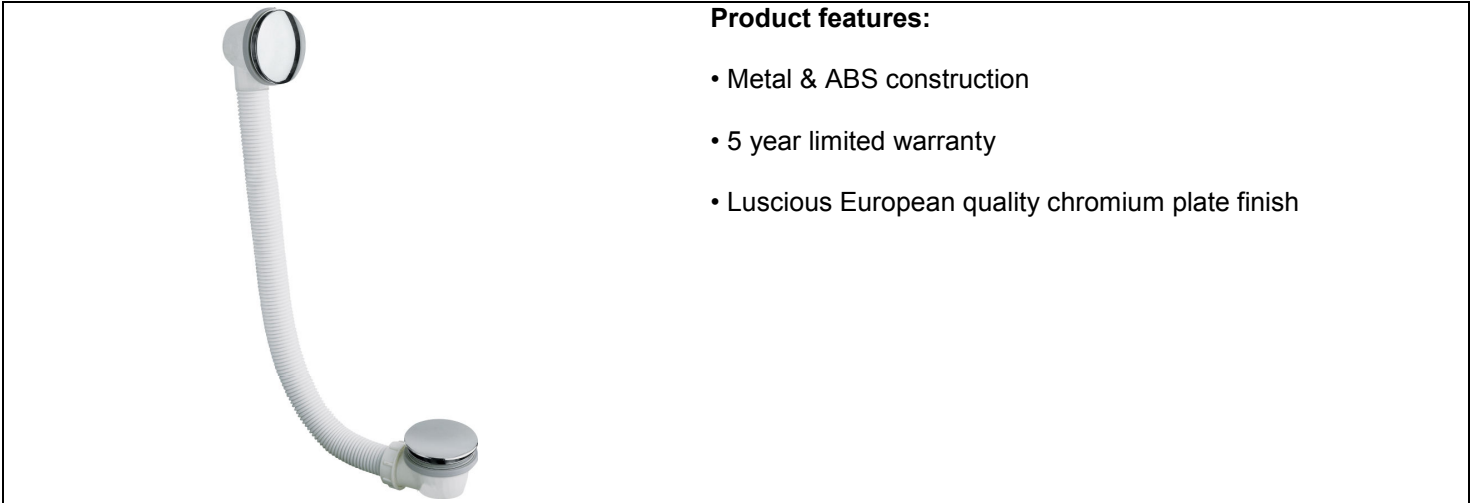 Product features:
• Metal & ABS construction
• 5 year limited warranty
• Luscious European quality chromium plate finish